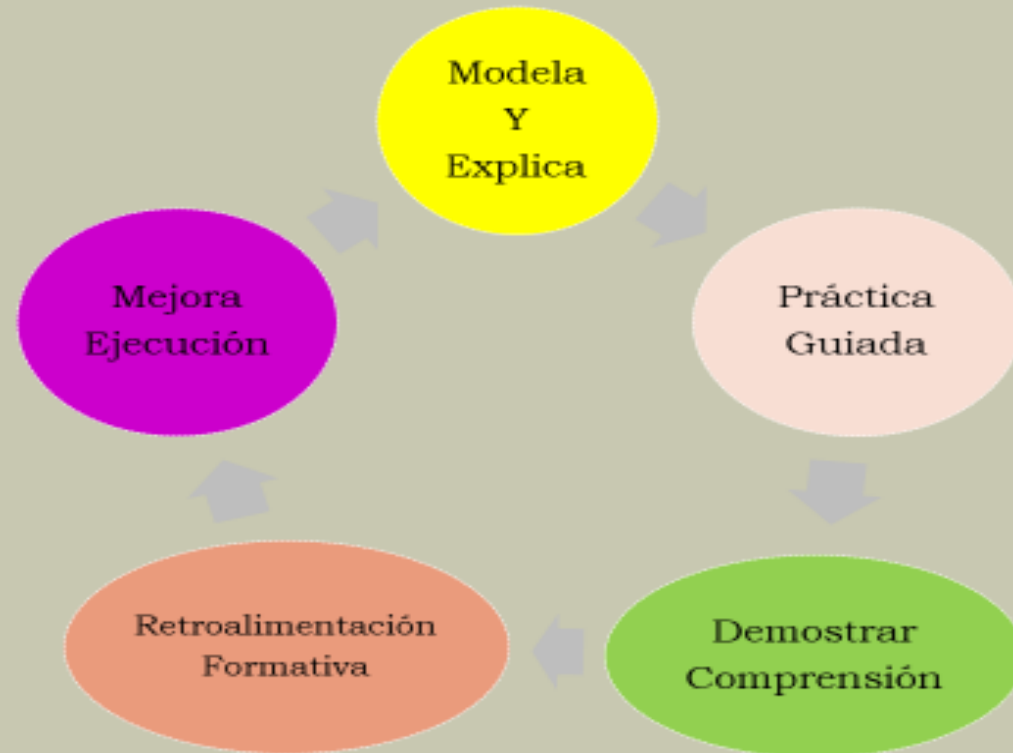 Modela
Y
Explica
Práctica
Guiada
Demostrar
Comprensión
Retroalimentación
Formativa
Mejora
Ejecución